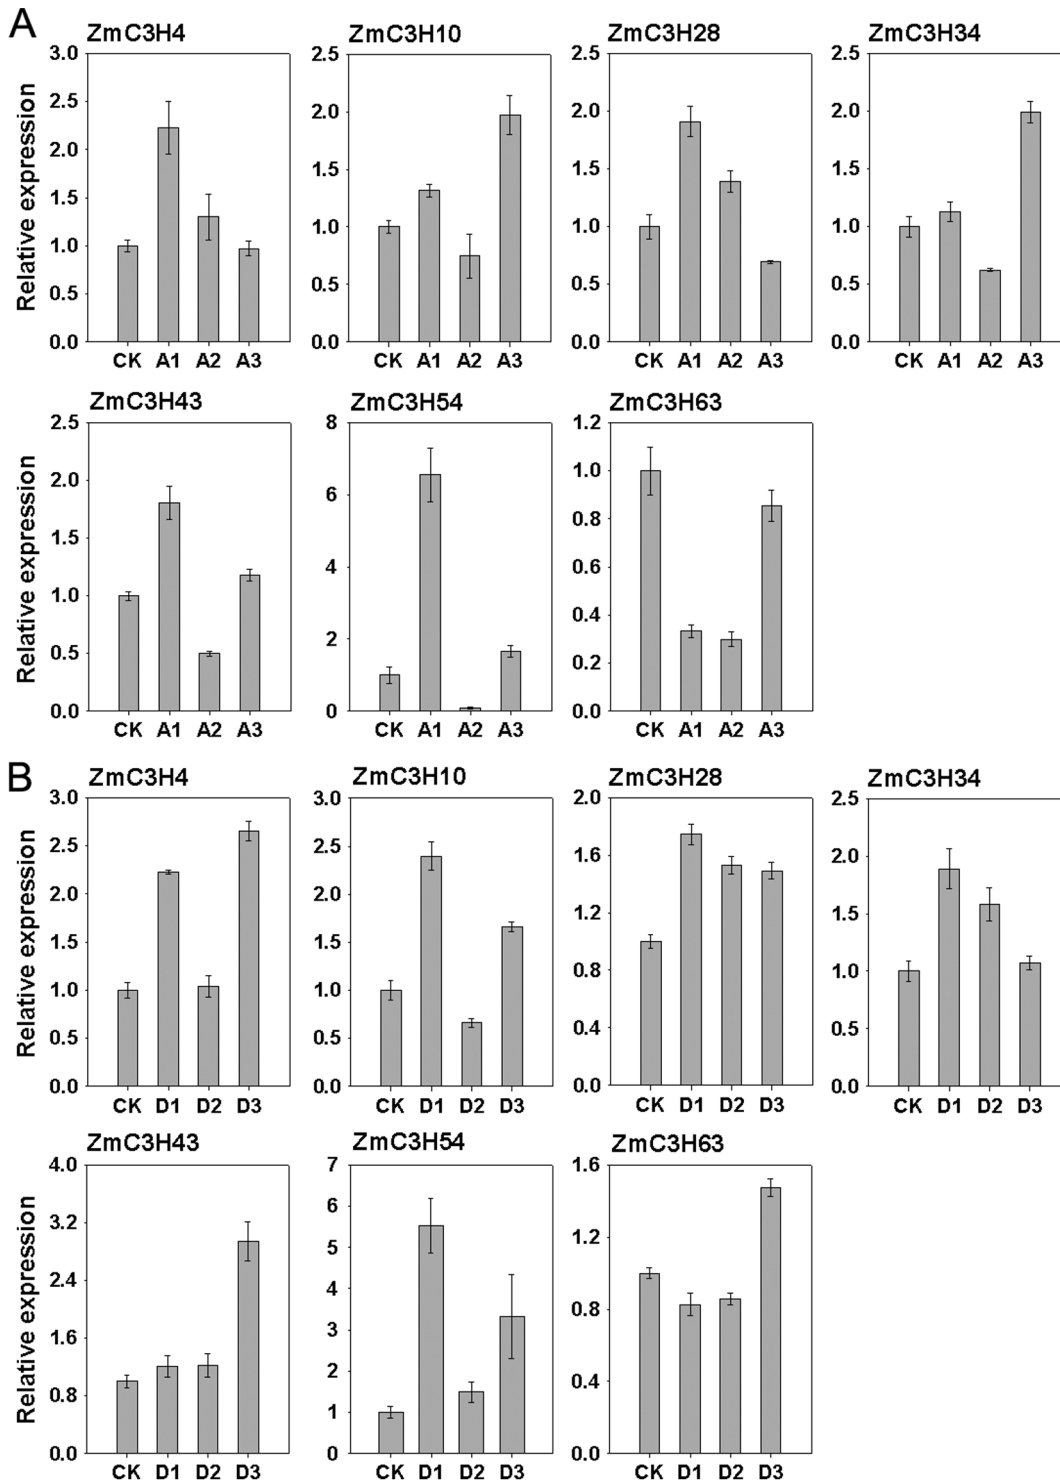 A
ZmC3H4 ZmC3H10 ZmC3H28 ZmC3H34
Relative expression
3.0 2.5 2.0 1.5 1.0 0.5 0.0
2.5 2.0 1.5 1.0 0.5 0.0
2.5 2.0 1.5 1.0 0.5 0.0
2.5 2.0 1.5 1.0 0.5 0.0
CK A1 A2 A3 CK A1 A2 A3 CK A1 A2 A3 CK A1 A2 A3
ZmC3H43 ZmC3H54 ZmC3H63
Relative expression
2.5 2.0 1.5 1.0 0.5 0.0
8 6 4 2 0
1.2 1.0 0.8 0.6 0.4 0.2 0.0
CK A1 A2 A3 CK A1 A2 A3 CK A1 A2 A3
B
ZmC3H4 ZmC3H10 ZmC3H28 ZmC3H34
Relative expression
3.0 2.5 2.0 1.5 1.0 0.5 0.0
3.0 2.5 2.0 1.5 1.0 0.5 0.0
2.0 1.6 1.2 0.8 0.4 0.0
2.5 2.0 1.5 1.0 0.5 0.0
CK D1 D2 D3 CK D1 D2 D3 CK D1 D2 D3 CK D1 D2 D3
ZmC3H43 ZmC3H54 ZmC3H63
Relative expression
4.0 3.2 2.4 1.6 0.8 0.0
7 6 5 4 3 2 1 0
1.6 1.2 0.8 0.4 0.0
CK D1 D2 D3 CK D1 D2 D3 CK D1 D2 D3